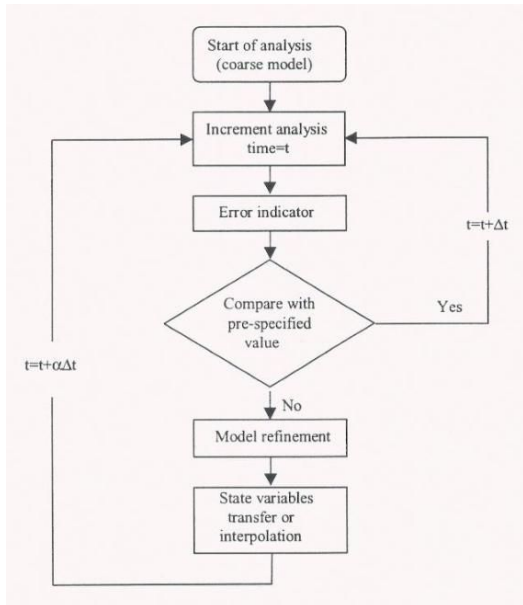 Start of analysis
(coarse model)
Increment analysis
time=t
Error indicator
t=t+Δt
Compare with
pre-specified
value
Yes
t=t+αΔt
No
Model refinement
State variables
transfer or
interpolation